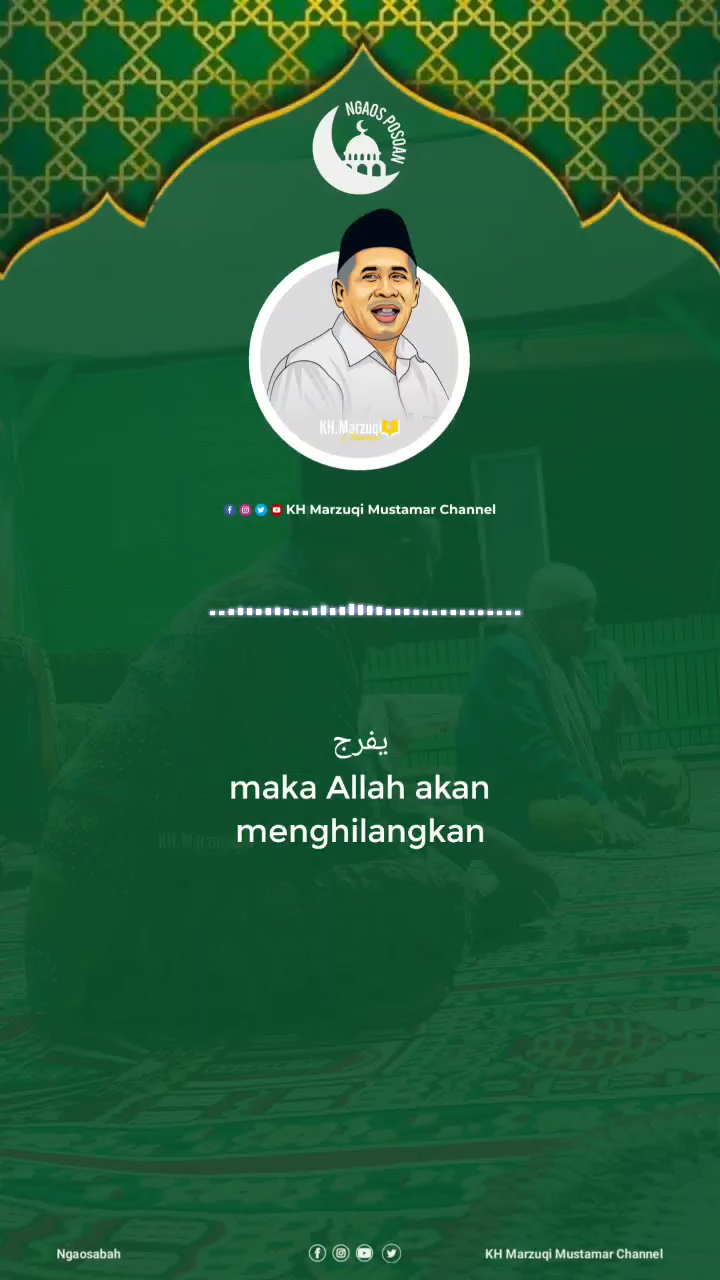 NGAOS POSOAN
KH.Marzuqi
KH Marzuqi Mustamar Channel
يفرج
maka Allah akan
menghilangkan
Ngaosabah
KH Marzuqi Mustamar Channel